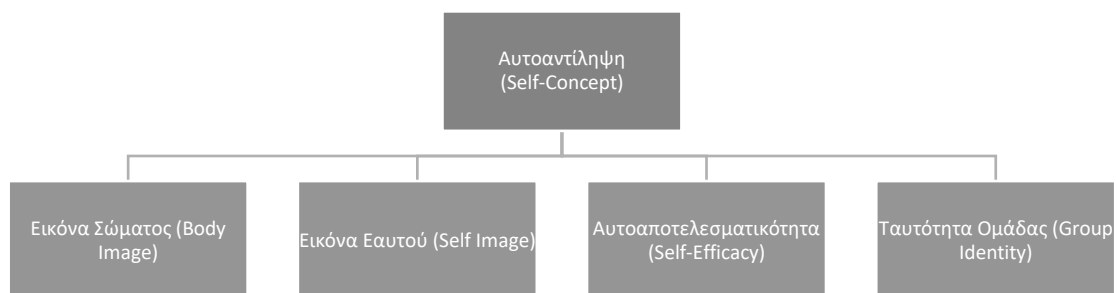 Αυτοαντίληψη
(Self-Concept)
Εικόνα Σώματος (Body
Image)
Εικόνα Εαυτού (Self Image)
Αυτοαποτελεσματικότητα
(Self-Efficacy)
Ταυτότητα Ομάδας (Group
Identity)